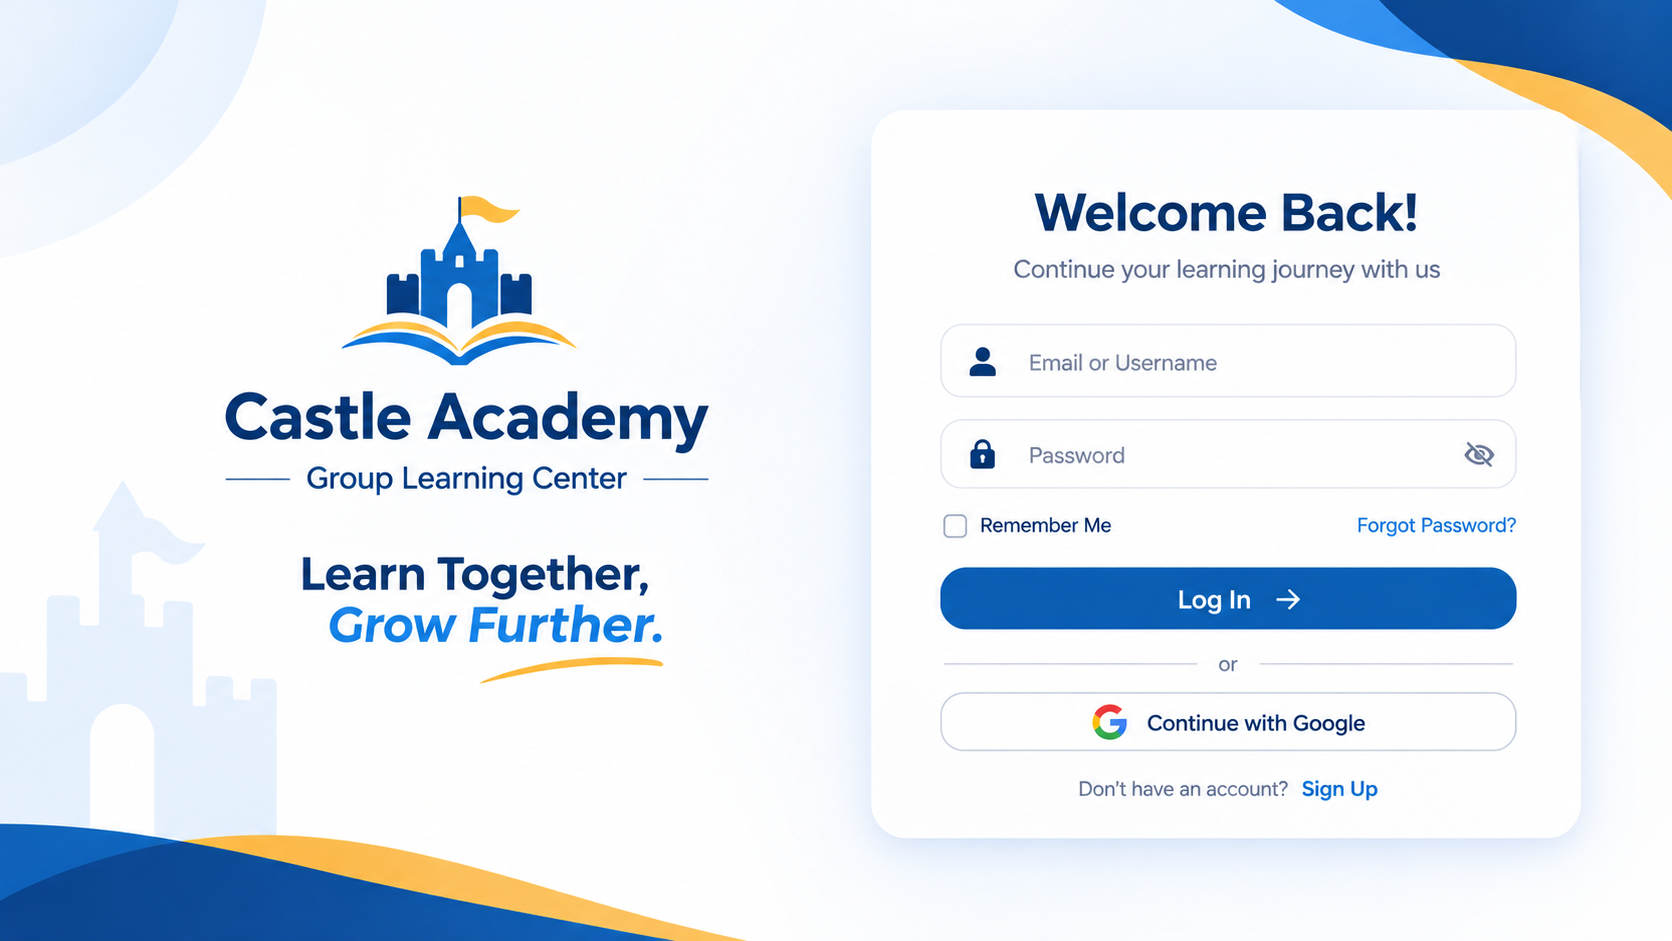 Castle Academy
Group Learning Center
Learn Together,
Grow Further.
Welcome Back!
Continue your learning journey with us
Email or Username
Password
Remember Me
Forgot Password?
Log In
or
Continue with Google
Don't have an account? Sign Up